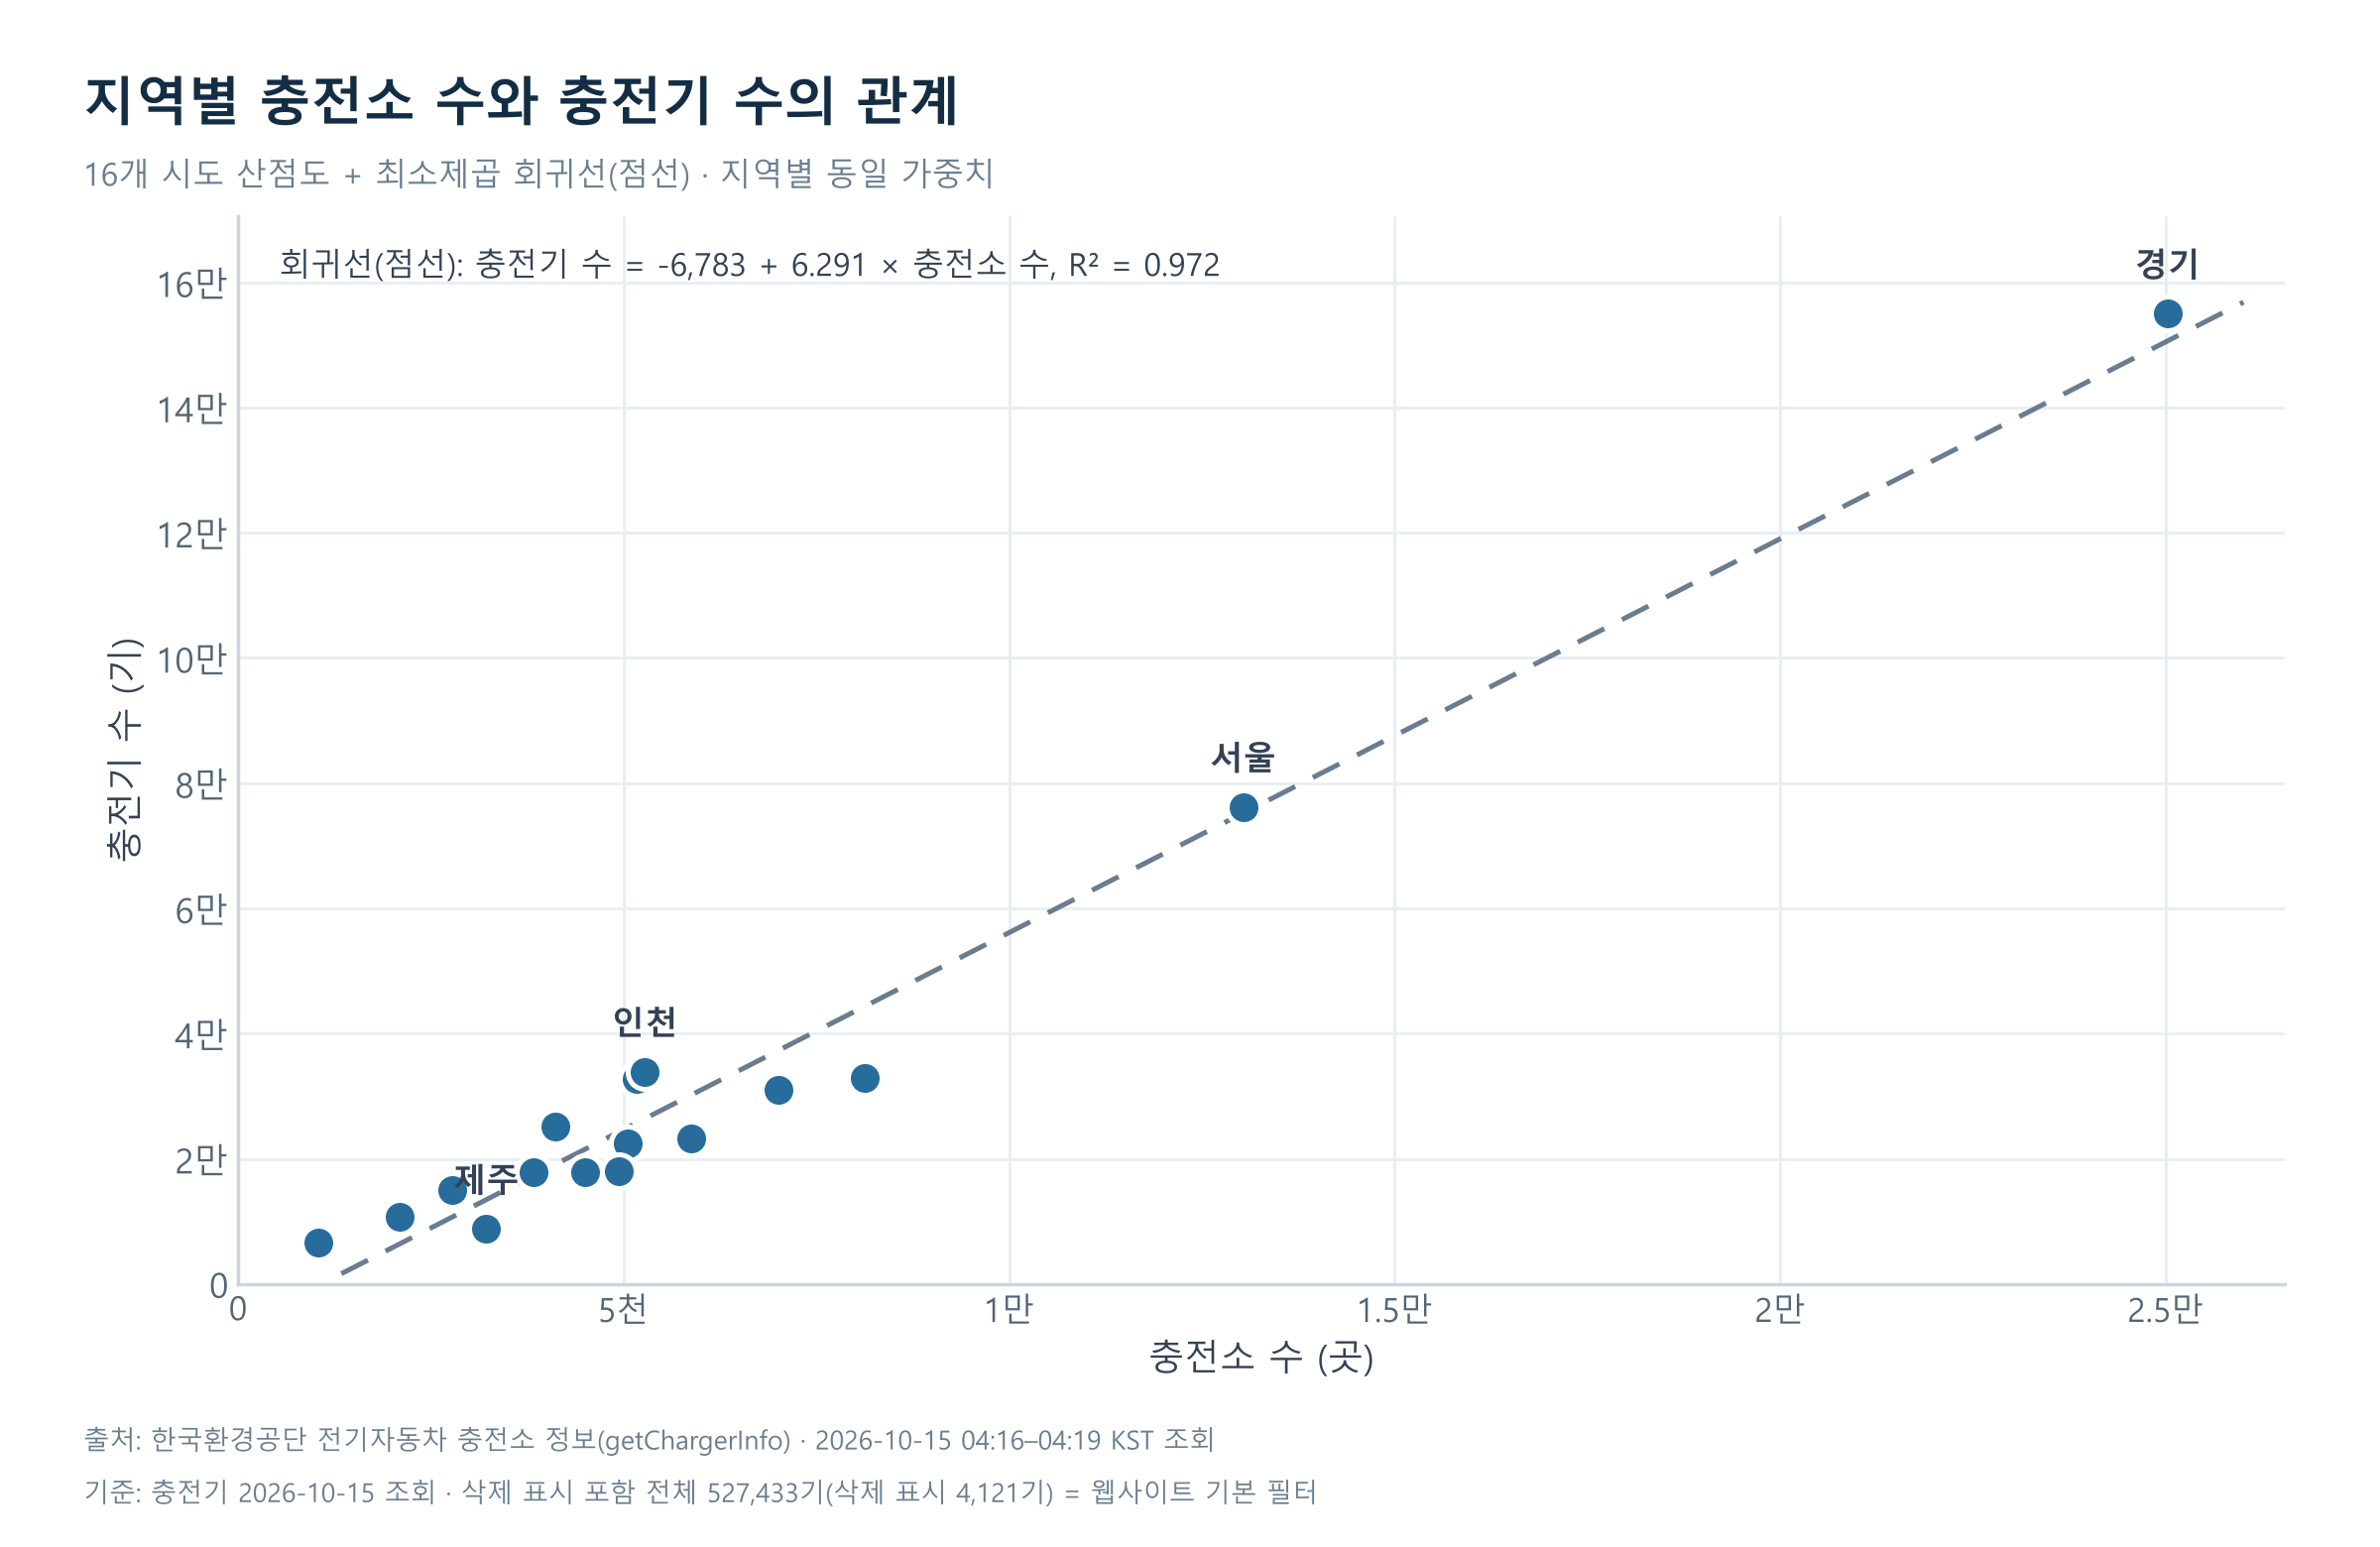 지역별 충전소 수와 충전기 수의 관계
16개 시도 산점도 + 최소제곱 회귀선(점선) · 지역별 동일 가중치
회귀선(점선): 충전기 수 = -6,783 + 6.291 × 충전소 수, R² = 0.972
경기
16만
14만
12만
10만
충전기 수 (기)
서울
8만
6만
인천
4만
2만
제주
0
0
5천
1만
1.5만
2만
2.5만
충전소 수 (곳)
출처: 한국환경공단 전기자동차 충전소 정보(getChargerInfo) · 2026-10-15 04:16–04:19 KST 조회
기준: 충전기 2026-10-15 조회 · 삭제 표시 포함 전체 527,433기(삭제 표시 4,121기) = 웹사이트 기본 필터